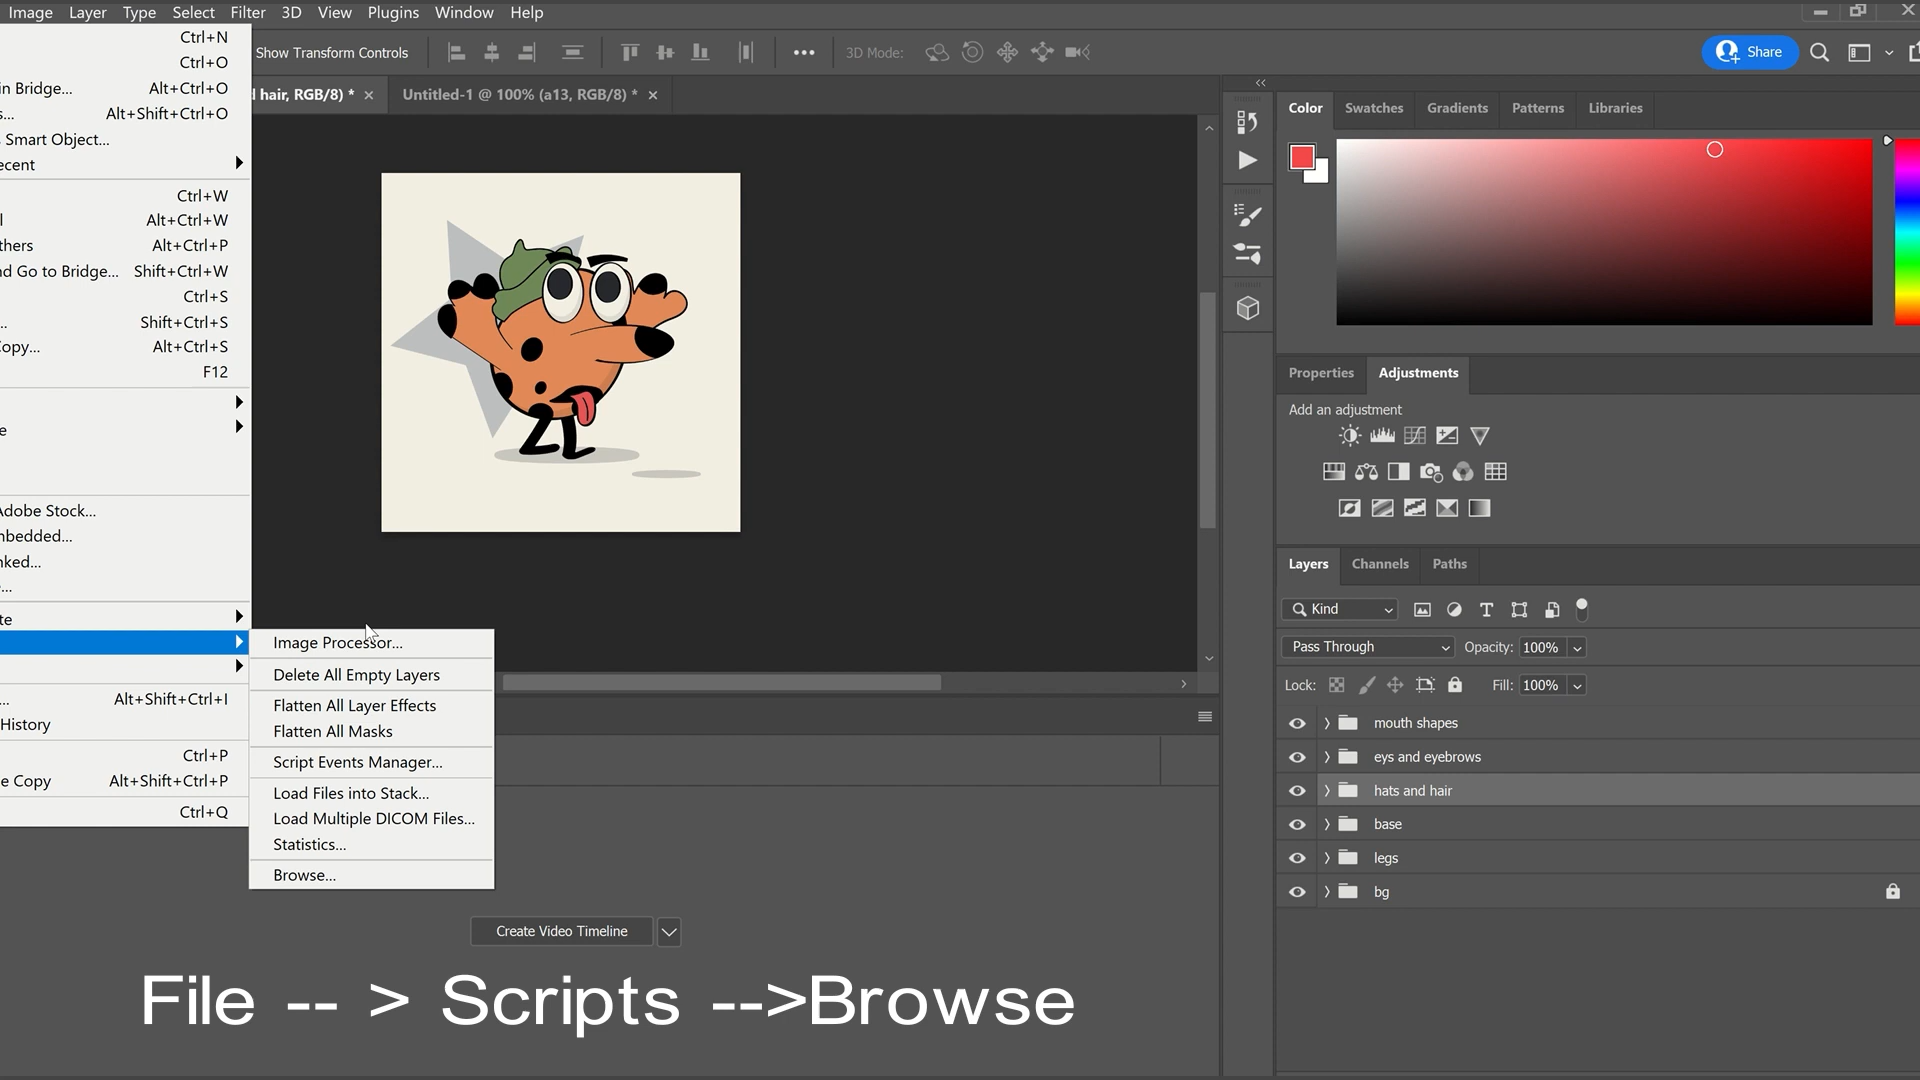 Image Layer Type Select Filter 3D View Plugins Window Help
Show Transform Controls
3D Mode:
Share
d hair, RGB/8) *
Untitled-1 @ 100% (a13, RGB/8) *
Ctrl+N
Ctrl+O
in Bridge... Alt+Ctrl+O
s... Alt+Shift+Ctrl+O
s Smart Object...
ecent
Ctrl+W
l Alt+Ctrl+W
thers Alt+Ctrl+P
nd Go to Bridge... Shift+Ctrl+W
Ctrl+S
... Shift+Ctrl+S
Copy... Alt+Ctrl+S
F12
e
Adobe Stock...
mbedded...
nked...
...
te
... Alt+Shift+Ctrl+I
History
Ctrl+P
e Copy Alt+Shift+Ctrl+P
Ctrl+Q
Image Processor...
Delete All Empty Layers
Flatten All Layer Effects
Flatten All Masks
Script Events Manager...
Load Files into Stack...
Load Multiple DICOM Files...
Statistics...
Browse...
Create Video Timeline
File -- > Scripts -->Browse
Color Swatches Gradients Patterns Libraries
Properties Adjustments
Add an adjustment
Layers Channels Paths
Kind
Pass Through Opacity: 100%
Lock: Fill: 100%
mouth shapes
eys and eyebrows
hats and hair
base
legs
bg